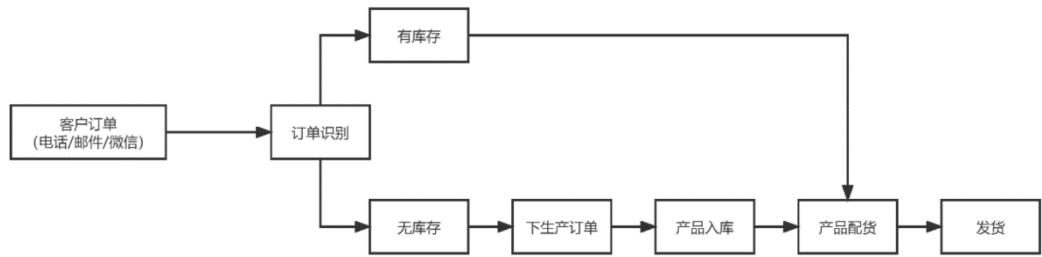 有库存
客户订单
(电话/邮件/微信)
订单识别
无库存
下生产订单
产品入库
产品配货
发货